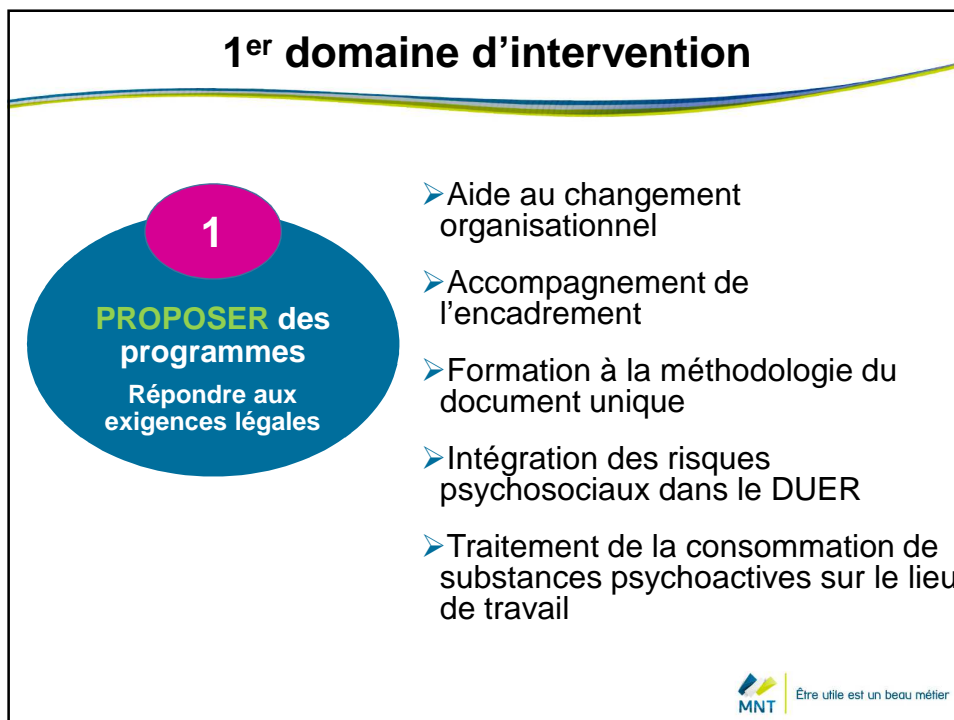 1er domaine d’intervention
1
PROPOSER des
programmes
Répondre aux
exigences légales
➢Aide au changement
organisationnel
➢Accompagnement de
l’encadrement
➢Formation à la méthodologie du
document unique
➢Intégration des risques
psychosociaux dans le DUER
➢Traitement de la consommation de
substances psychoactives sur le lieu
de travail
MNT
Être utile est un beau métier